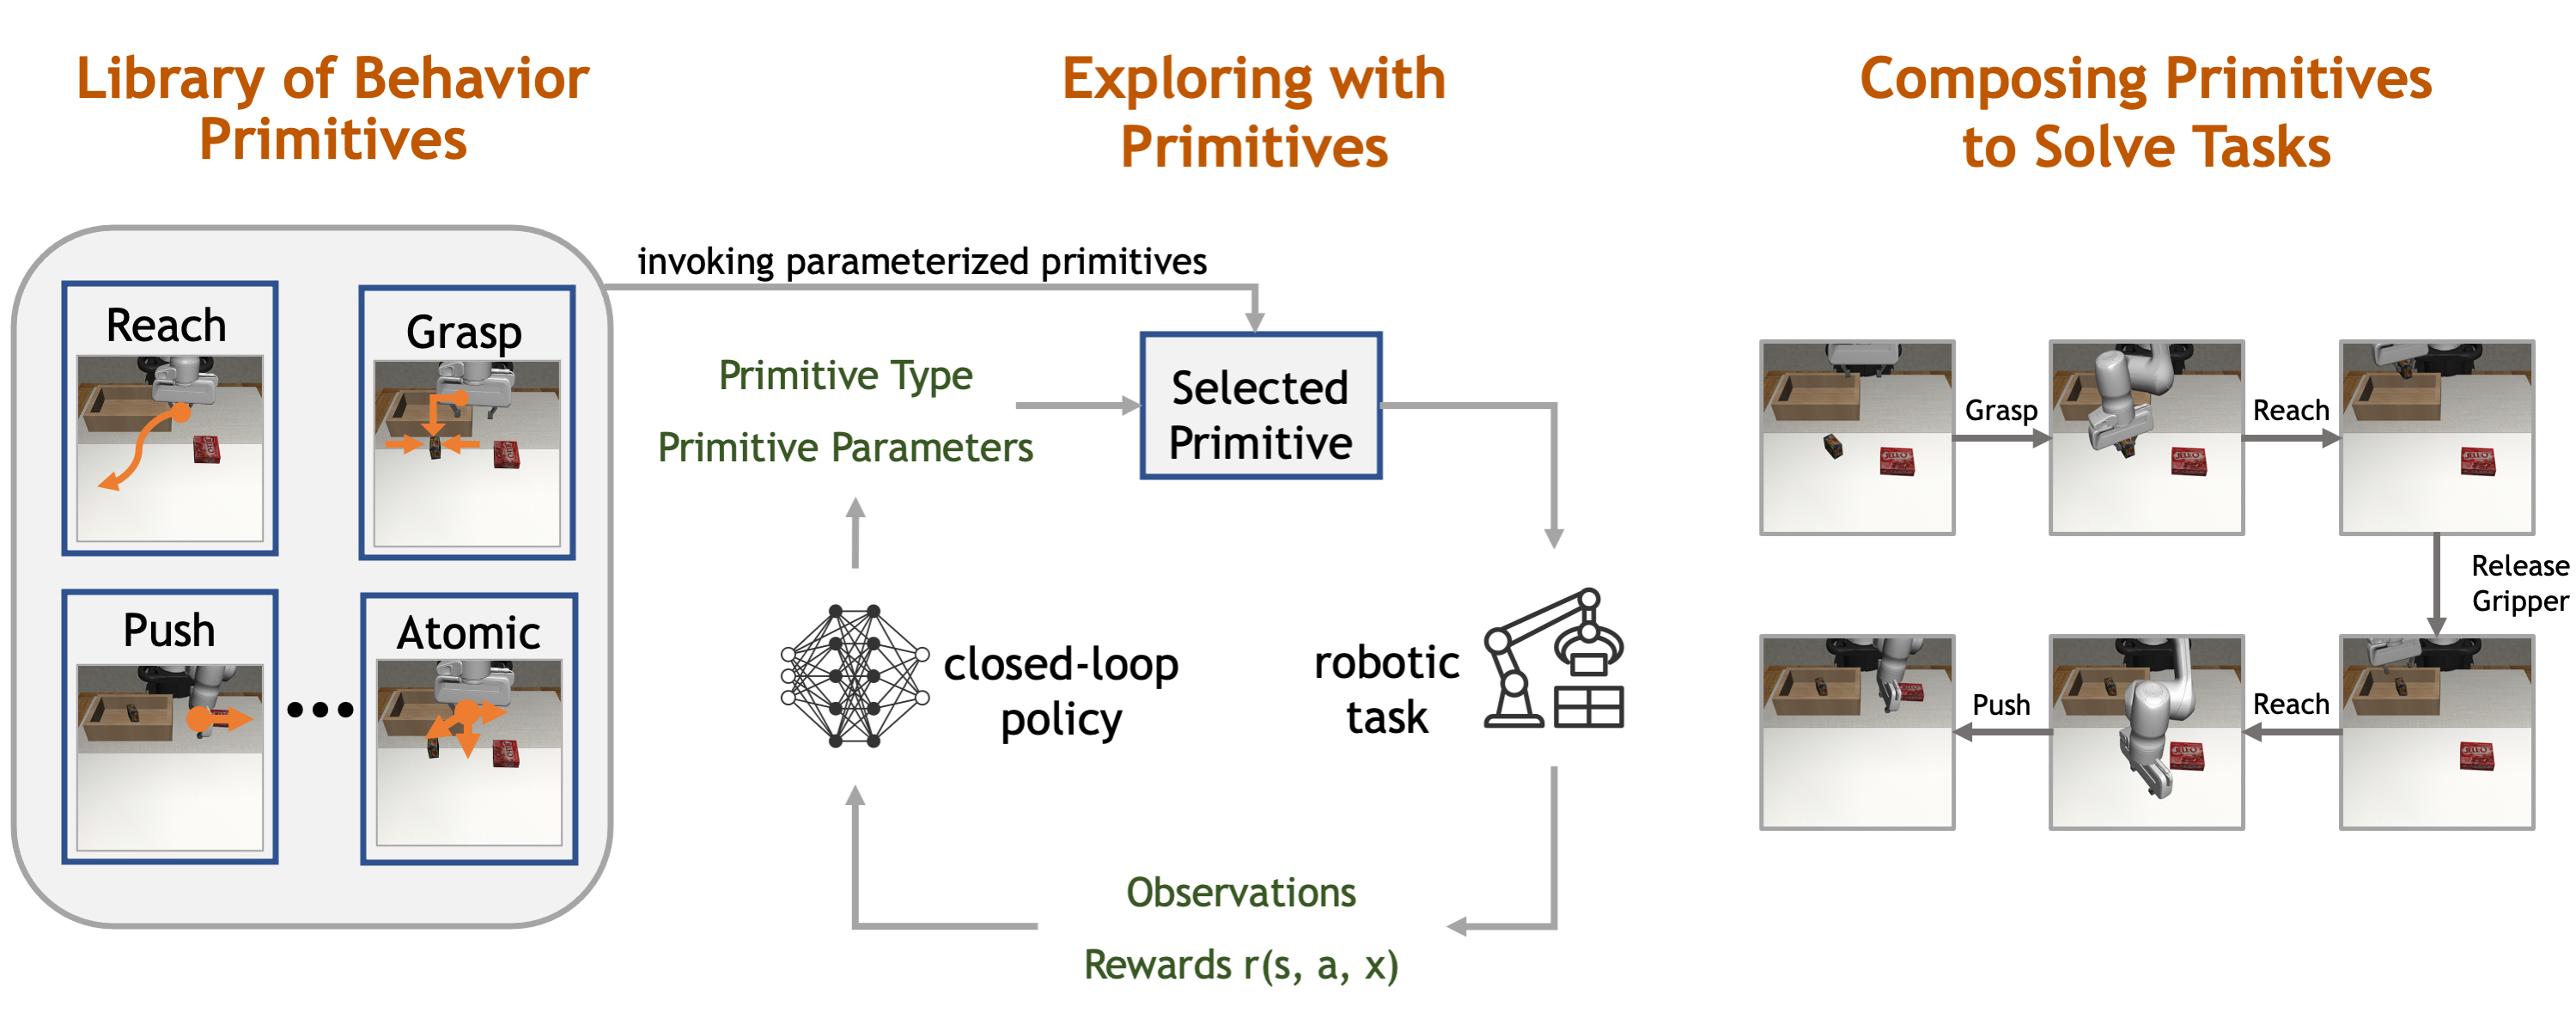 Library of Behavior
Primitives
Exploring with
Primitives
Composing Primitives
to Solve Tasks
Reach
Grasp
Push
Atomic
invoking parameterized primitives
Primitive Type
Primitive Parameters
Selected
Primitive
closed-loop
policy
robotic
task
Observations
Rewards r(s, a, x)
Grasp
Reach
Release
Gripper
Reach
Push